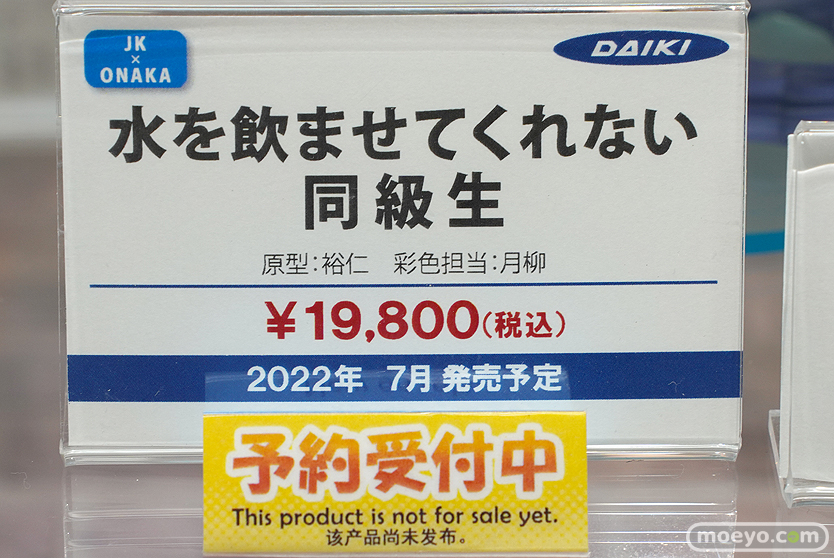 JK
×
ONAKA
DAIKI
水を飲ませてくれない
同級生
原型:裕仁 彩色担当:月柳
¥19,800(税込)
2022年 7月 発売予定
予約受付中
This product is not for sale yet.
该产品尚未发布。
moeyo.com